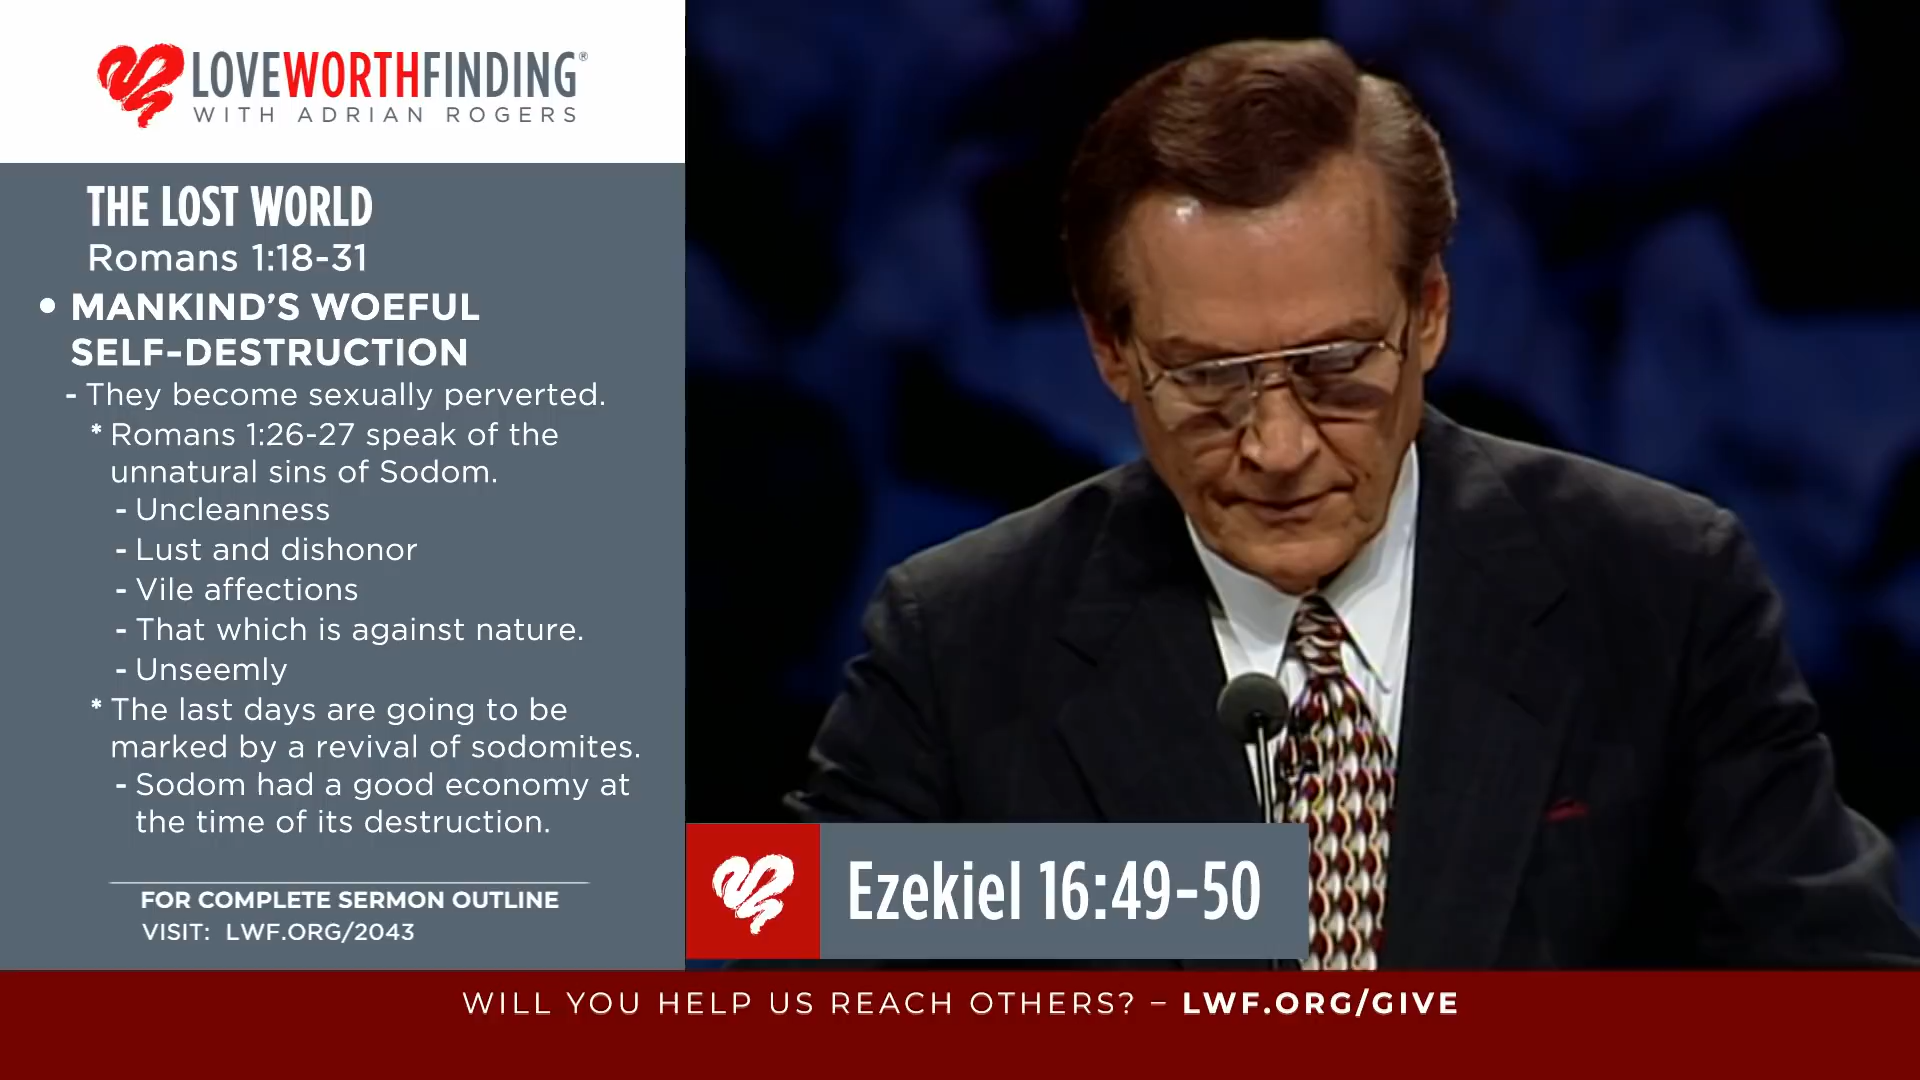 LOVEWORTHFINDING®
WITH ADRIAN ROGERS
THE LOST WORLD
Romans 1:18-31
• MANKIND’S WOEFUL
SELF-DESTRUCTION
- They become sexually perverted.
* Romans 1:26-27 speak of the
unnatural sins of Sodom.
- Uncleanness
- Lust and dishonor
- Vile affections
- That which is against nature.
- Unseemly
* The last days are going to be
marked by a revival of sodomites.
- Sodom had a good economy at
the time of its destruction.
FOR COMPLETE SERMON OUTLINE
VISIT: LWF.ORG/2043
Ezekiel 16:49-50
WILL YOU HELP US REACH OTHERS? – LWF.ORG/GIVE